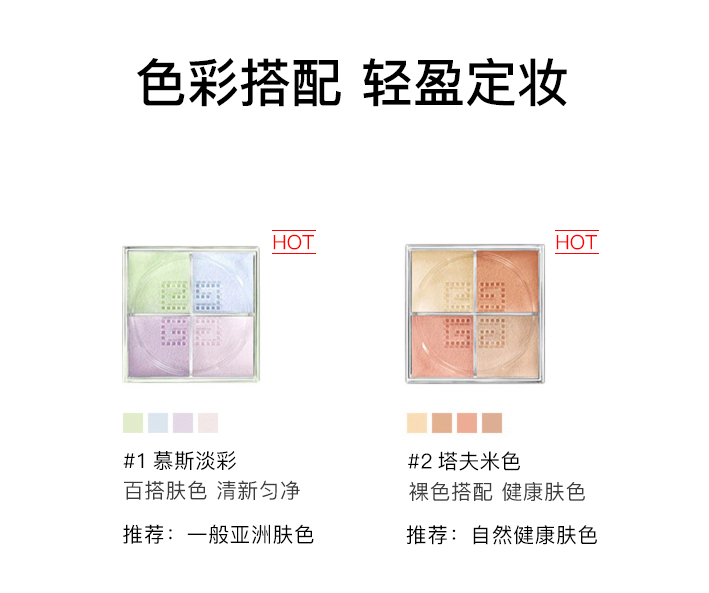 色彩搭配 轻盈定妆
HOT
HOT
#1 慕斯淡彩
百搭肤色 清新匀净
推荐：一般亚洲肤色
#2 塔夫米色
裸色搭配 健康肤色
推荐：自然健康肤色